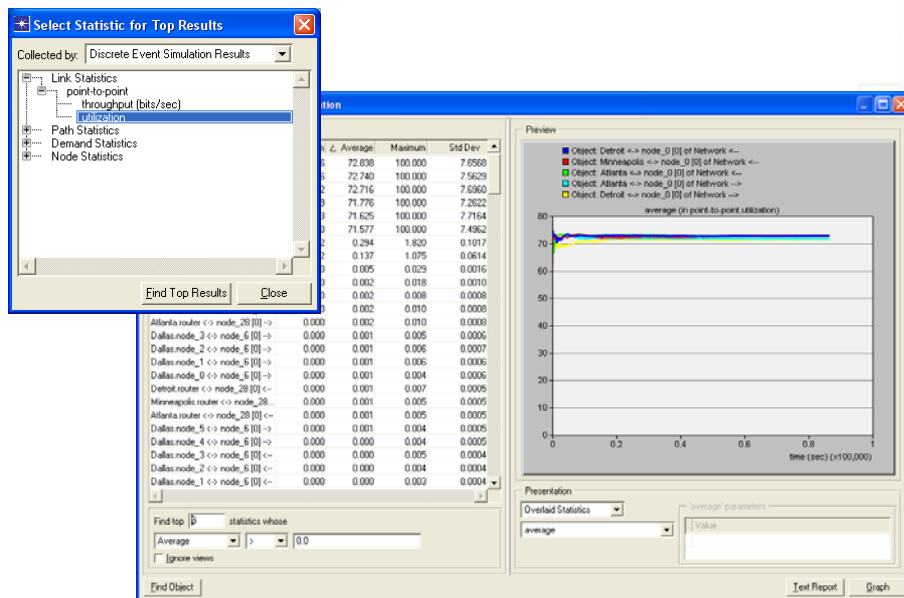 Select Statistic for Top Results
Collected by: Discrete Event Simulation Results
Link Statistics
point-to-point
throughput (bits/sec)
utilization
Path Statistics
Demand Statistics
Node Statistics
Find Top Results Close
Average Maximum Std Dev
72.838 100.000 7.6568
72.740 100.000 7.5629
72.716 100.000 7.6960
71.776 100.000 7.2622
71.625 100.000 7.7164
71.577 100.000 7.4962
0.294 1.820 0.1017
0.137 1.075 0.0614
0.005 0.029 0.0016
0.002 0.018 0.0010
0.002 0.008 0.0008
0.002 0.010 0.0008
Atlanta.router <-> node_28 [0] --> 0.000 0.002 0.010 0.0008
Dallas.node_3 <-> node_6 [0] --> 0.000 0.001 0.005 0.0006
Dallas.node_2 <-> node_6 [0] --> 0.000 0.001 0.006 0.0007
Dallas.node_1 <-> node_6 [0] --> 0.000 0.001 0.006 0.0006
Dallas.node_0 <-> node_6 [0] --> 0.000 0.001 0.004 0.0006
Detroit.router <-> node_28 [0] <-- 0.000 0.001 0.007 0.0005
Minneapolis.router <-> node_28... 0.000 0.001 0.005 0.0005
Atlanta.router <-> node_28 [0] <-- 0.000 0.001 0.005 0.0005
Dallas.node_5 <-> node_6 [0] --> 0.000 0.001 0.004 0.0005
Dallas.node_4 <-> node_6 [0] --> 0.000 0.000 0.004 0.0005
Dallas.node_3 <-> node_6 [0] <-- 0.000 0.000 0.005 0.0004
Dallas.node_2 <-> node_6 [0] <-- 0.000 0.000 0.004 0.0004
Dallas.node_1 <-> node_6 [0] <-- 0.000 0.000 0.003 0.0004
Find top statistics whose
Average > 0.0
Ignore views
Find Object
Preview
Object: Detroit <-> node_0 [0] of Network <--
Object: Minneapolis <-> node_0 [0] of Network <--
Object: Atlanta <-> node_0 [0] of Network <--
Object: Atlanta <-> node_0 [0] of Network -->
Object: Detroit <-> node_0 [0] of Network -->
average (in point-to-point.utilization)
80
70
60
50
40
30
20
10
0
0 0.2 0.4 0.6 0.8 1
time (sec) (x100,000)
Presentation
Overlaid Statistics
average
'average' parameters
Value
Text Report Graph